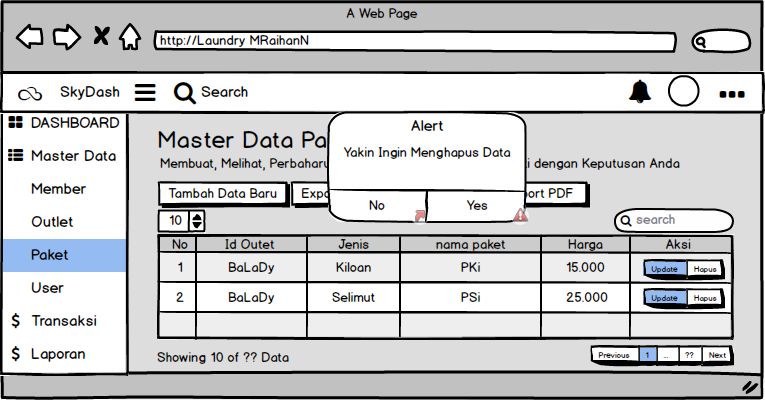 A Web Page
http://Laundry MRaihanN
SkyDash
Search
DASHBOARD
Master Data
Member
Outlet
Paket
User
$ Transaksi
$ Laporan
Master Data Pa
Membuat, Melihat, Perbaharu
i dengan Keputusan Anda
Alert
Yakin Ingin Menghapus Data
No
Yes
Tambah Data Baru
Expo
ort PDF
10
search
No Id Outet Jenis nama paket Harga Aksi
1 BaLaDy Kiloan PKi 15.000 Update Hapus
2 BaLaDy Selimut PSi 25.000 Update Hapus
Showing 10 of ?? Data
Previous 1 ... ?? Next